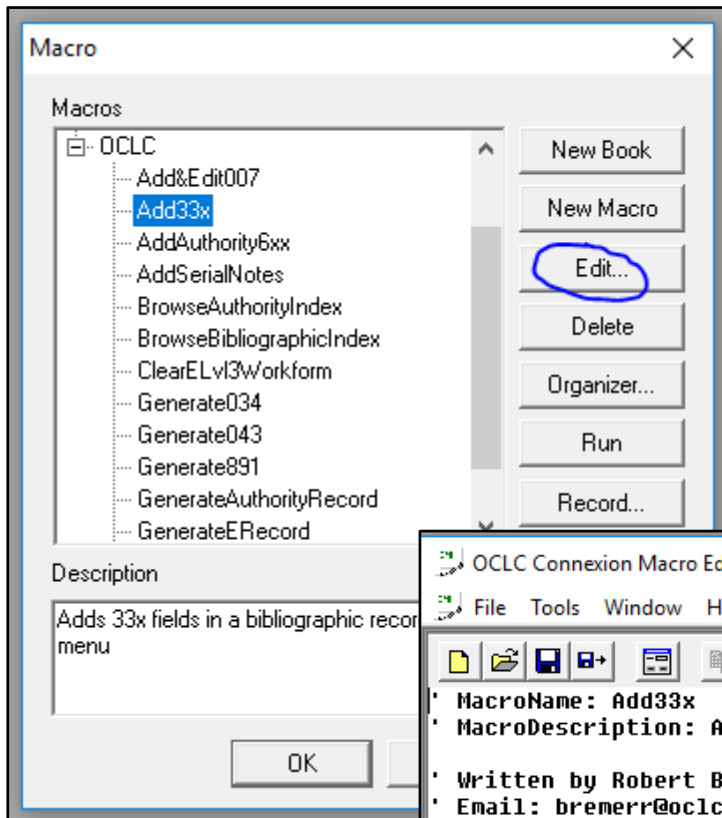 Macro
Macros
OCLC
Add&Edit007
Add33x
AddAuthority6xx
AddSerialNotes
BrowseAuthorityIndex
BrowseBibliographicIndex
ClearELvl3Workform
Generate034
Generate043
Generate891
GenerateAuthorityRecord
GenerateERecord
New Book
New Macro
Edit...
Delete
Organizer...
Run
Record...
Description
Adds 33x fields in a bibliographic recor
menu
OK
OCLC Connexion Macro Ed
File Tools Window H
' MacroName: Add33x
' MacroDescription: A
' Written by Robert B
' Email: bremerr@oclc